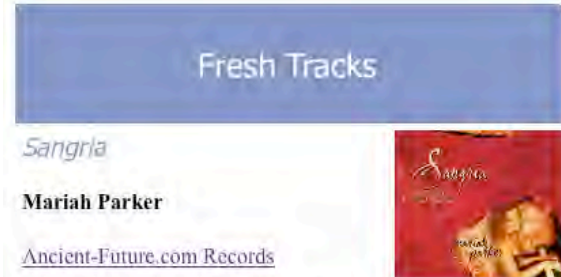 Fresh Tracks
Sangria
Mariah Parker
Ancient-Future.com Records
Sangria
mariah
parker